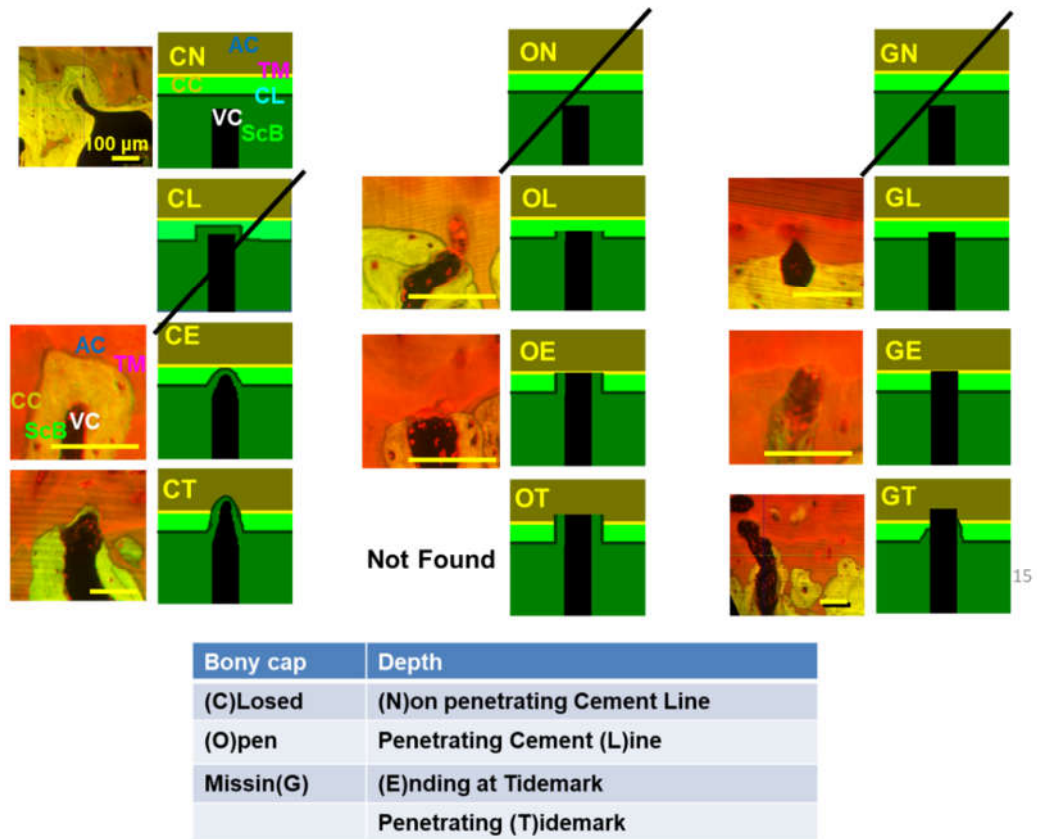 CN
AC
TM
CC
CL
VC
ScB
100 µm
ON
GN
CL
OL
GL
AC
TM
CC
VC
ScB
CE
OE
GE
CT
Not Found
OT
GT
15
Bony cap Depth
(C)Losed (N)on penetrating Cement Line
(O)pen Penetrating Cement (L)ine
Missin(G) (E)nding at Tidemark
Penetrating (T)idemark